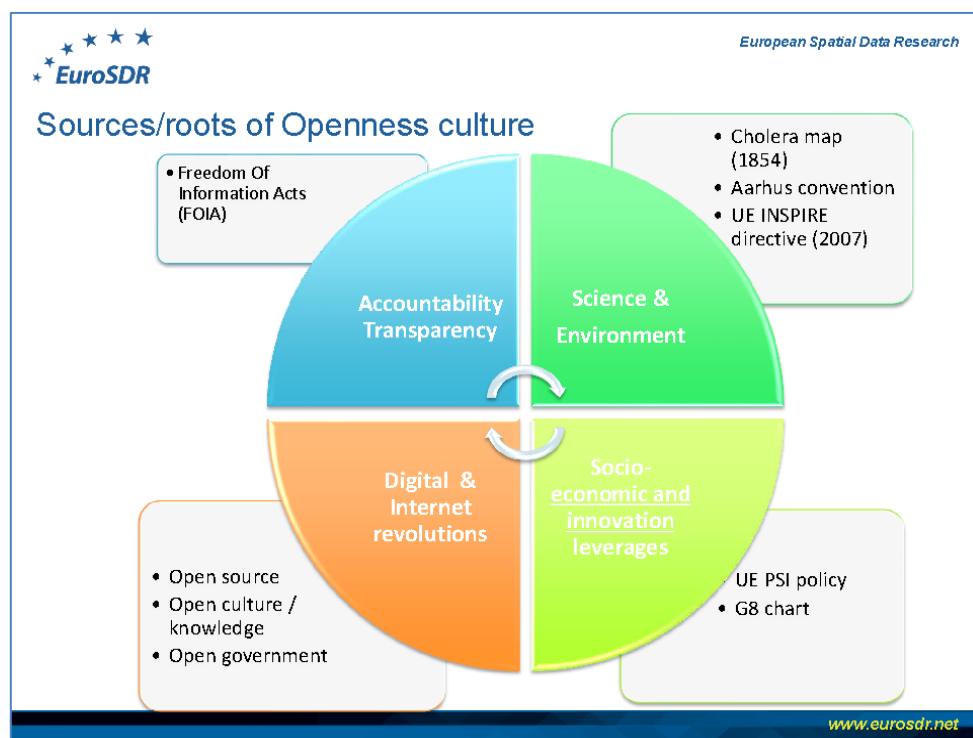 European Spatial Data Research
EuroSDR
Sources/roots of Openness culture
• Freedom Of
Information Acts
(FOIA)
• Cholera map
(1854)
• Aarhus convention
• UE INSPIRE
directive (2007)
Accountability
Transparency
Science &
Environment
Digital &
Internet
revolutions
Socio-
economic and
innovation
leverages
• Open source
• Open culture /
knowledge
• Open government
• UE PSI policy
• G8 chart
www.eurosdr.net